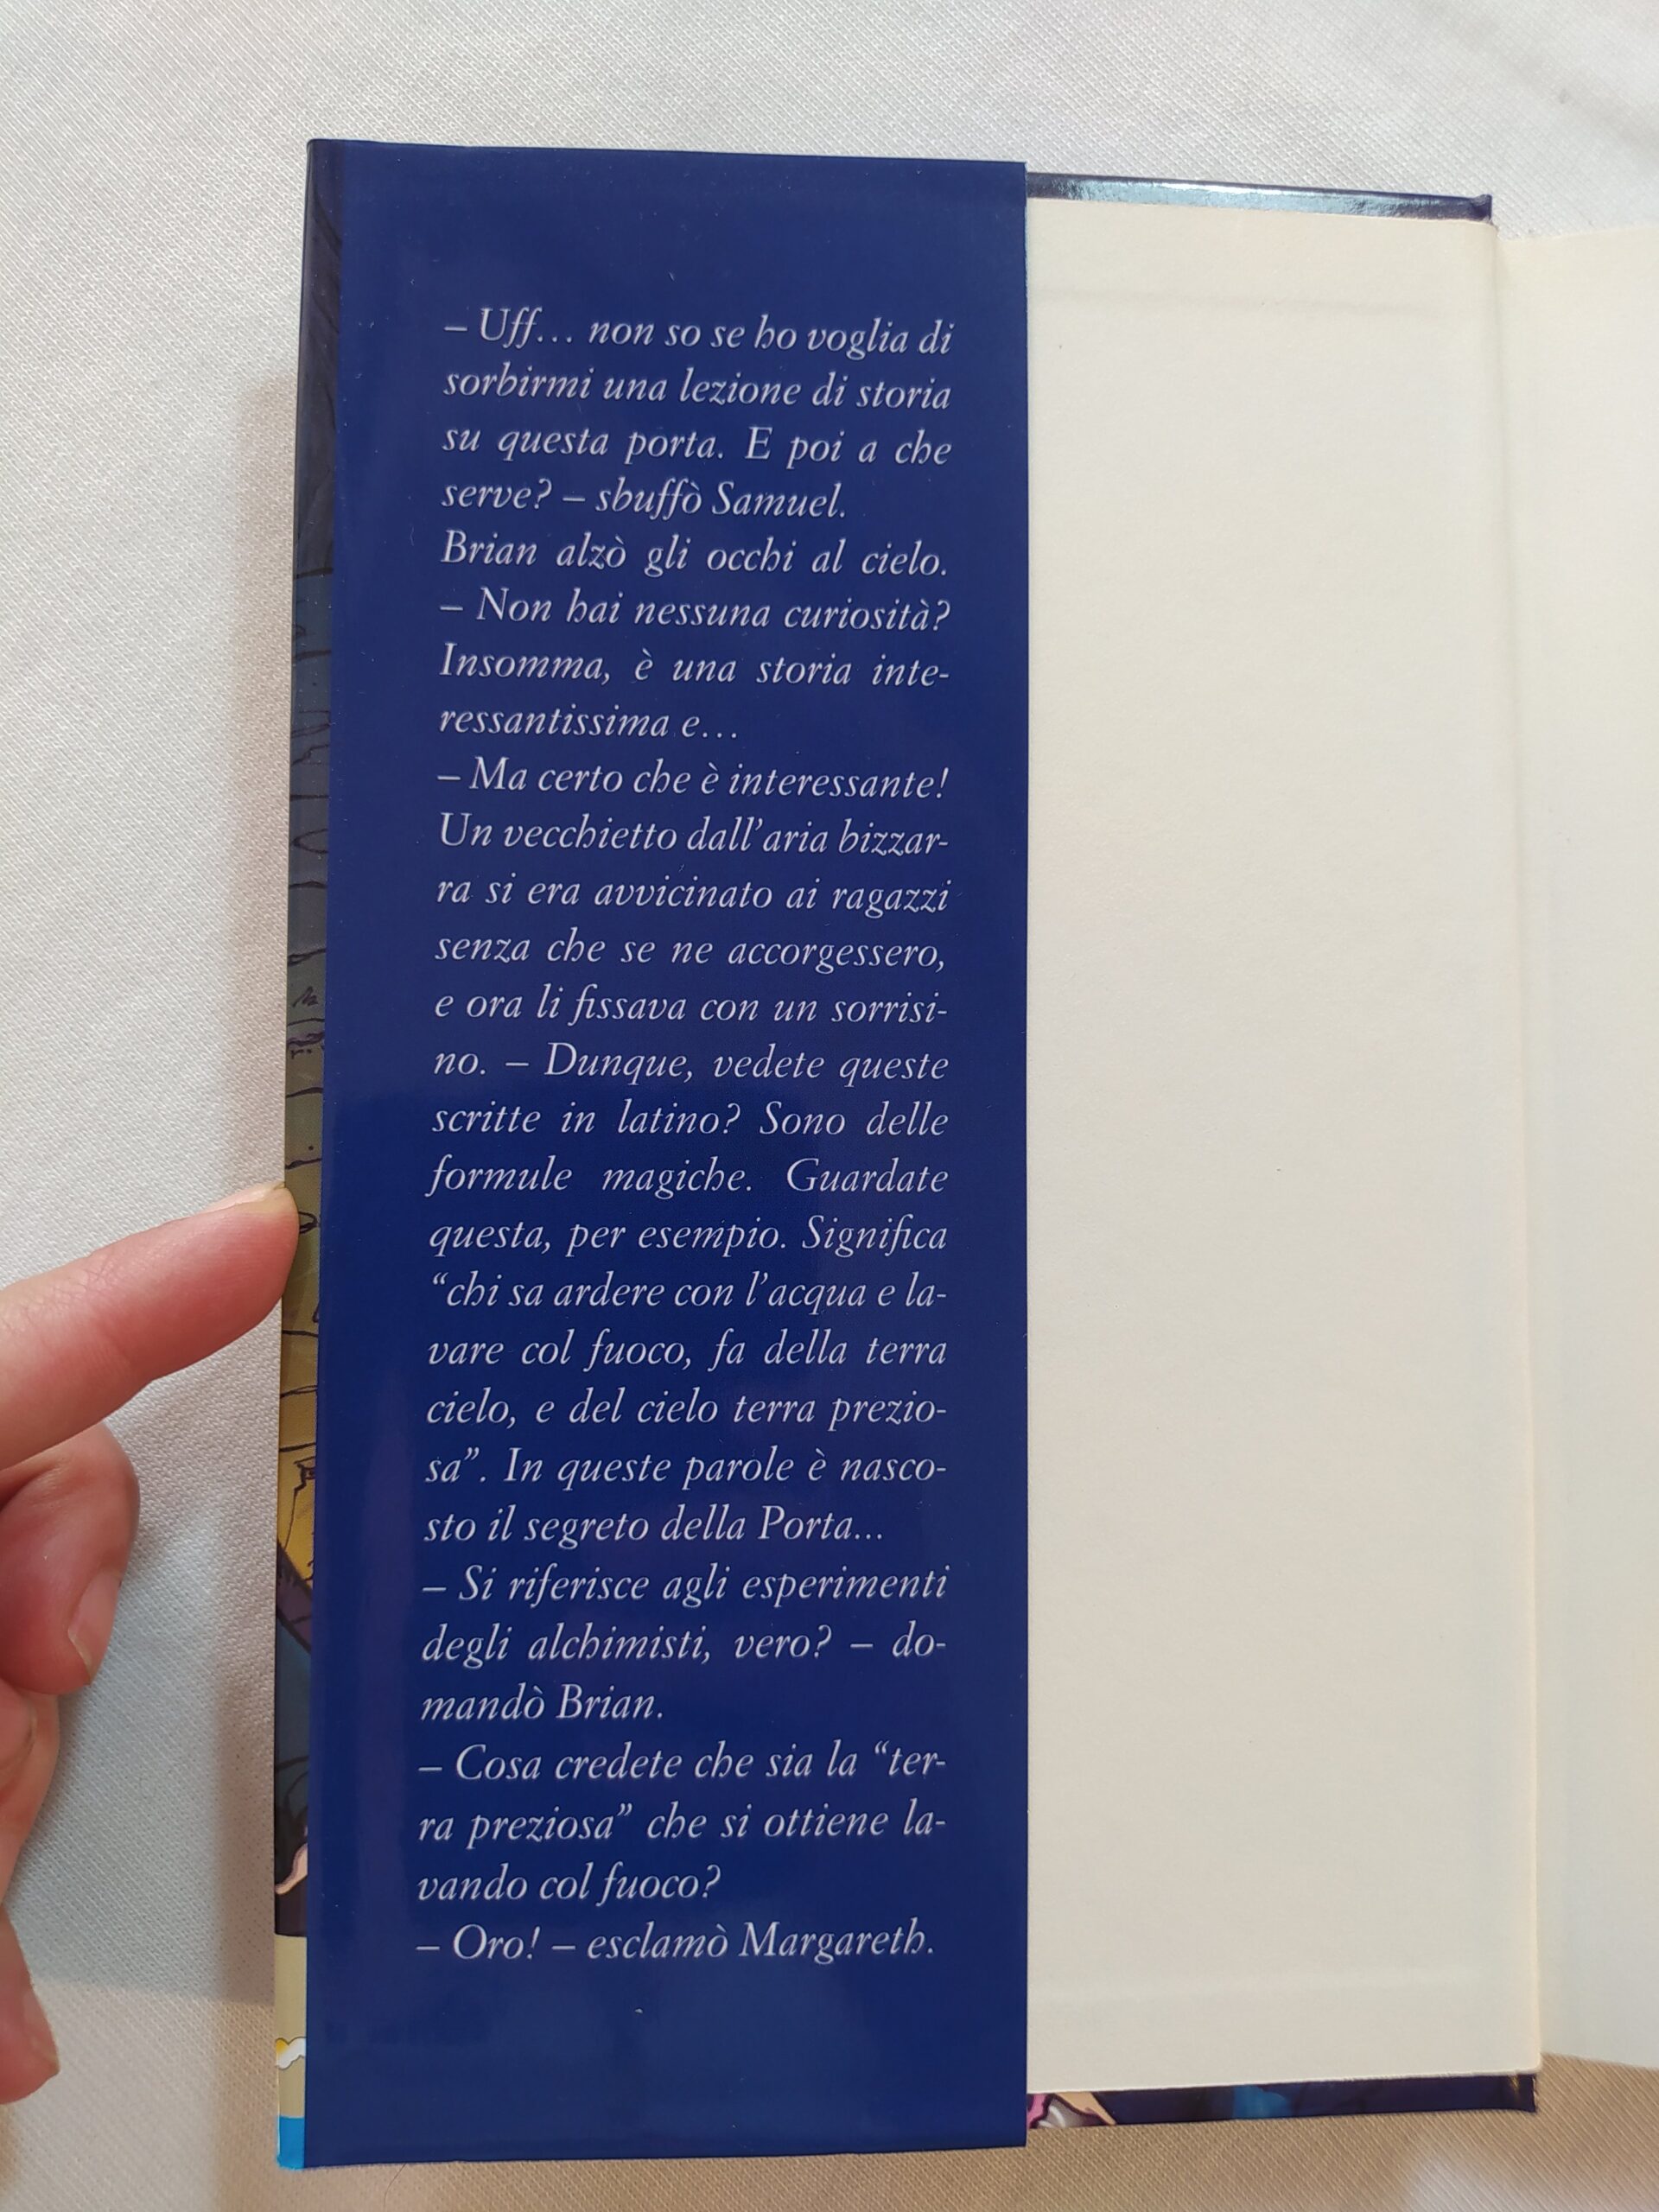 – Uff… non so se ho voglia di
sorbirmi una lezione di storia
su questa porta. E poi a che
serve? – sbuffò Samuel.
Brian alzò gli occhi al cielo.
– Non hai nessuna curiosità?
Insomma, è una storia inte-
ressantissima e…
– Ma certo che è interessante!
Un vecchietto dall’aria bizzar-
ra si era avvicinato ai ragazzi
senza che se ne accorgessero,
e ora li fissava con un sorrisi-
no. – Dunque, vedete queste
scritte in latino? Sono delle
formule magiche. Guardate
questa, per esempio. Significa
“chi sa ardere con l’acqua e la-
vare col fuoco, fa della terra
cielo, e del cielo terra prezio-
sa”. In queste parole è nasco-
sto il segreto della Porta...
– Si riferisce agli esperimenti
degli alchimisti, vero? – do-
mandò Brian.
– Cosa credete che sia la “ter-
ra preziosa” che si ottiene la-
vando col fuoco?
– Oro! – esclamò Margareth.